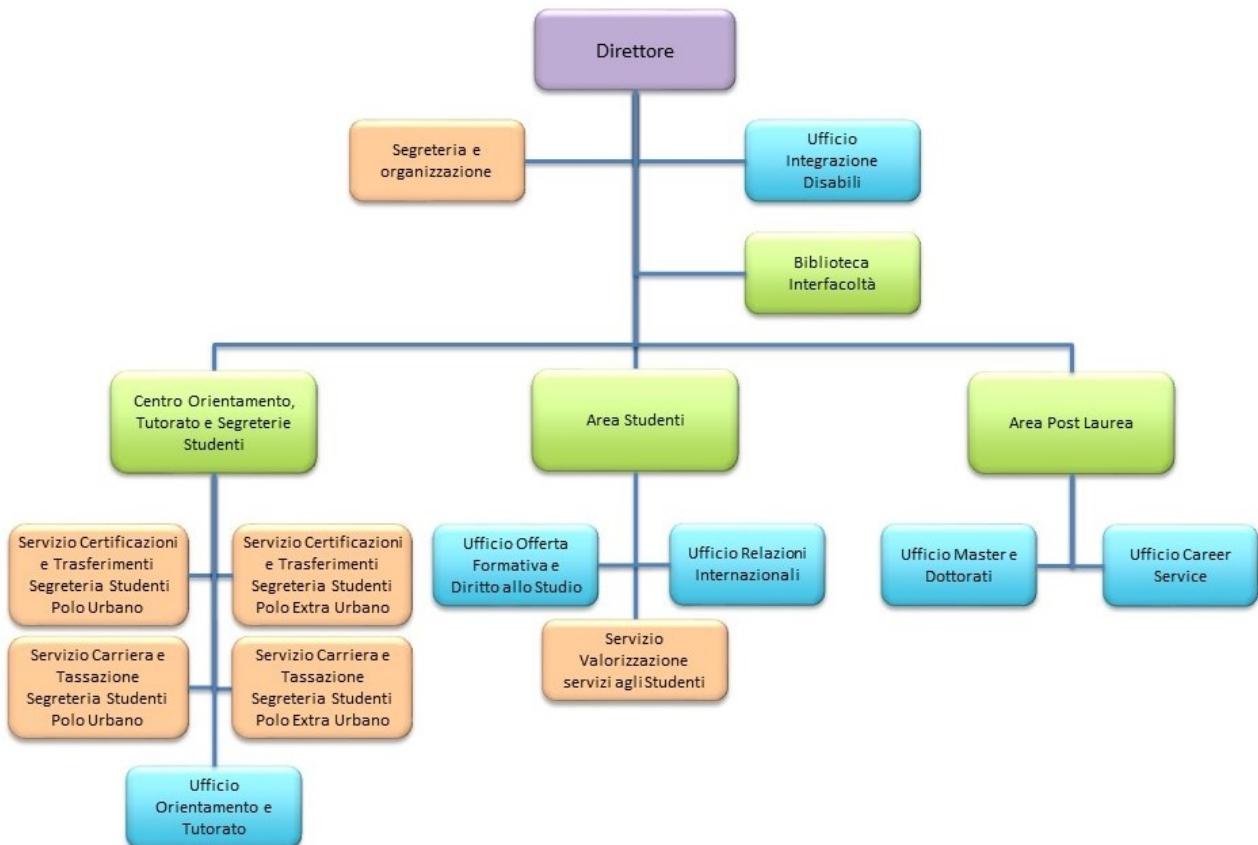 Direttore
Segreteria e
organizzazione
Ufficio
Integrazione
Disabili
Biblioteca
Interfacoltà
Centro Orientamento,
Tutorato e Segreterie
Studenti
Area Studenti
Area Post Laurea
Servizio Certificazioni
e Trasferimenti
Segreteria Studenti
Polo Urbano
Servizio Certificazioni
e Trasferimenti
Segreteria Studenti
Polo Extra Urbano
Servizio Carriera e
Tassazione
Segreteria Studenti
Polo Urbano
Servizio Carriera e
Tassazione
Segreteria Studenti
Polo Extra Urbano
Ufficio
Orientamento e
Tutorato
Ufficio Offerta
Formativa e
Diritto allo Studio
Ufficio Relazioni
Internazionali
Servizio
Valorizzazione
servizi agli Studenti
Ufficio Master e
Dottorati
Ufficio Career
Service